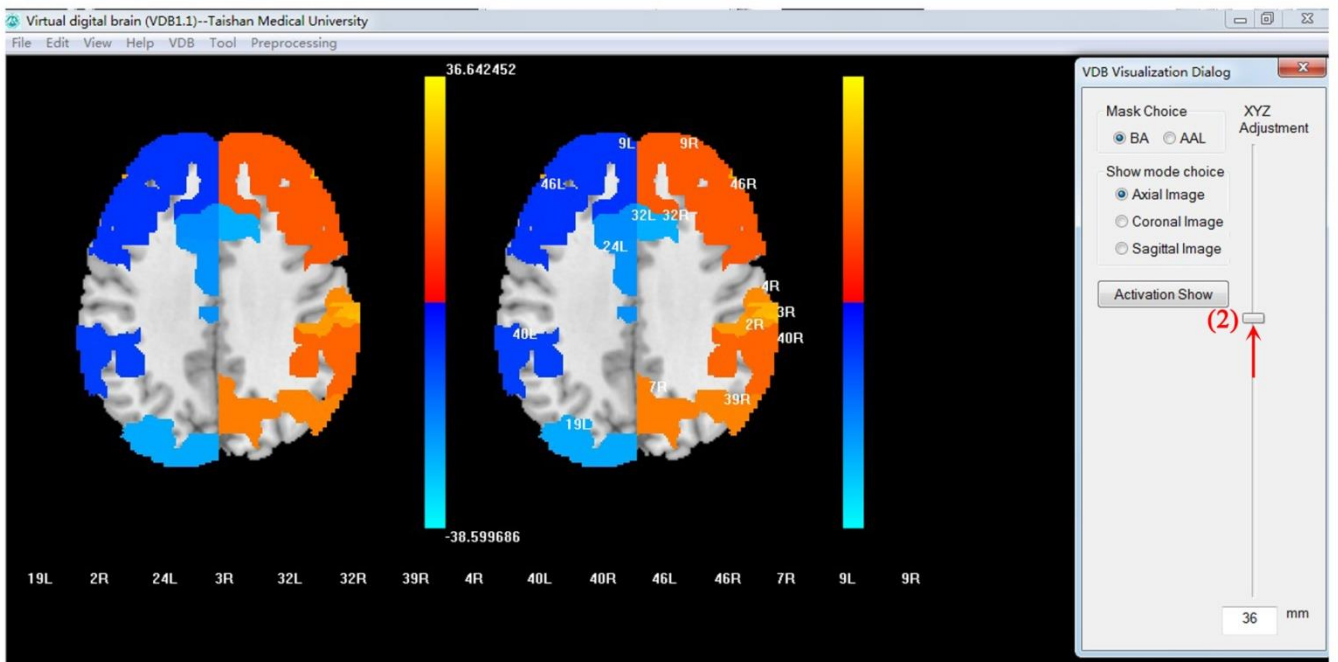 Virtual digital brain (VDB1.1)--Taishan Medical University
File Edit View Help VDB Tool Preprocessing
36.642452
-38.599686
9L 9R
46L 46R
32L 32R
24L
4R
3R
2R
40L 40R
7R
39R
19L
19L 2R 24L 3R 32L 32R 39R 4R 40L 40R 46L 46R 7R 9L 9R
VDB Visualization Dialog
Mask Choice
BA AAL
Show mode choice
Axial Image
Coronal Image
Sagittal Image
Activation Show
XYZ
Adjustment
(2)
36 mm